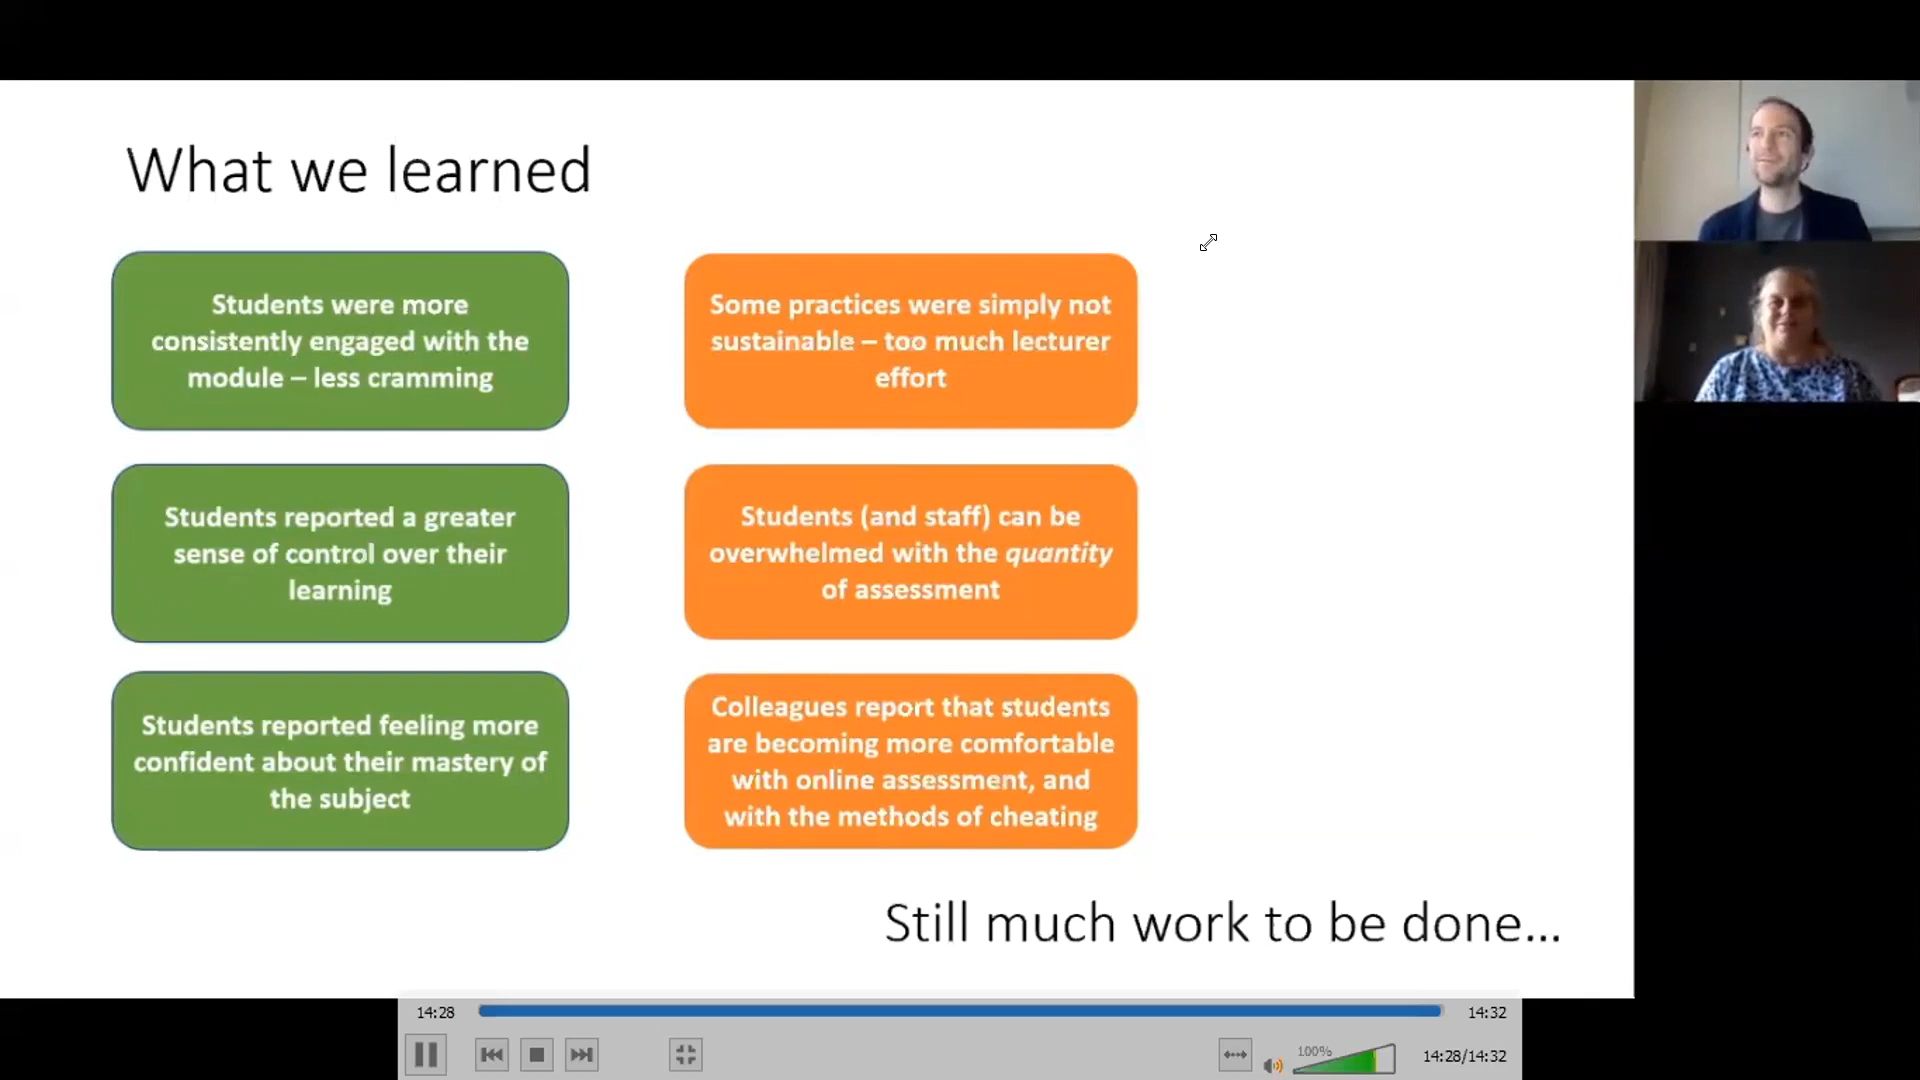 What we learned
Students were more
consistently engaged with the
module – less cramming
Some practices were simply not
sustainable – too much lecturer
effort
Students reported a greater
sense of control over their
learning
Students (and staff) can be
overwhelmed with the quantity
of assessment
Students reported feeling more
confident about their mastery of
the subject
Colleagues report that students
are becoming more comfortable
with online assessment, and
with the methods of cheating
Still much work to be done...
14:28
14:32
100%
14:28/14:32